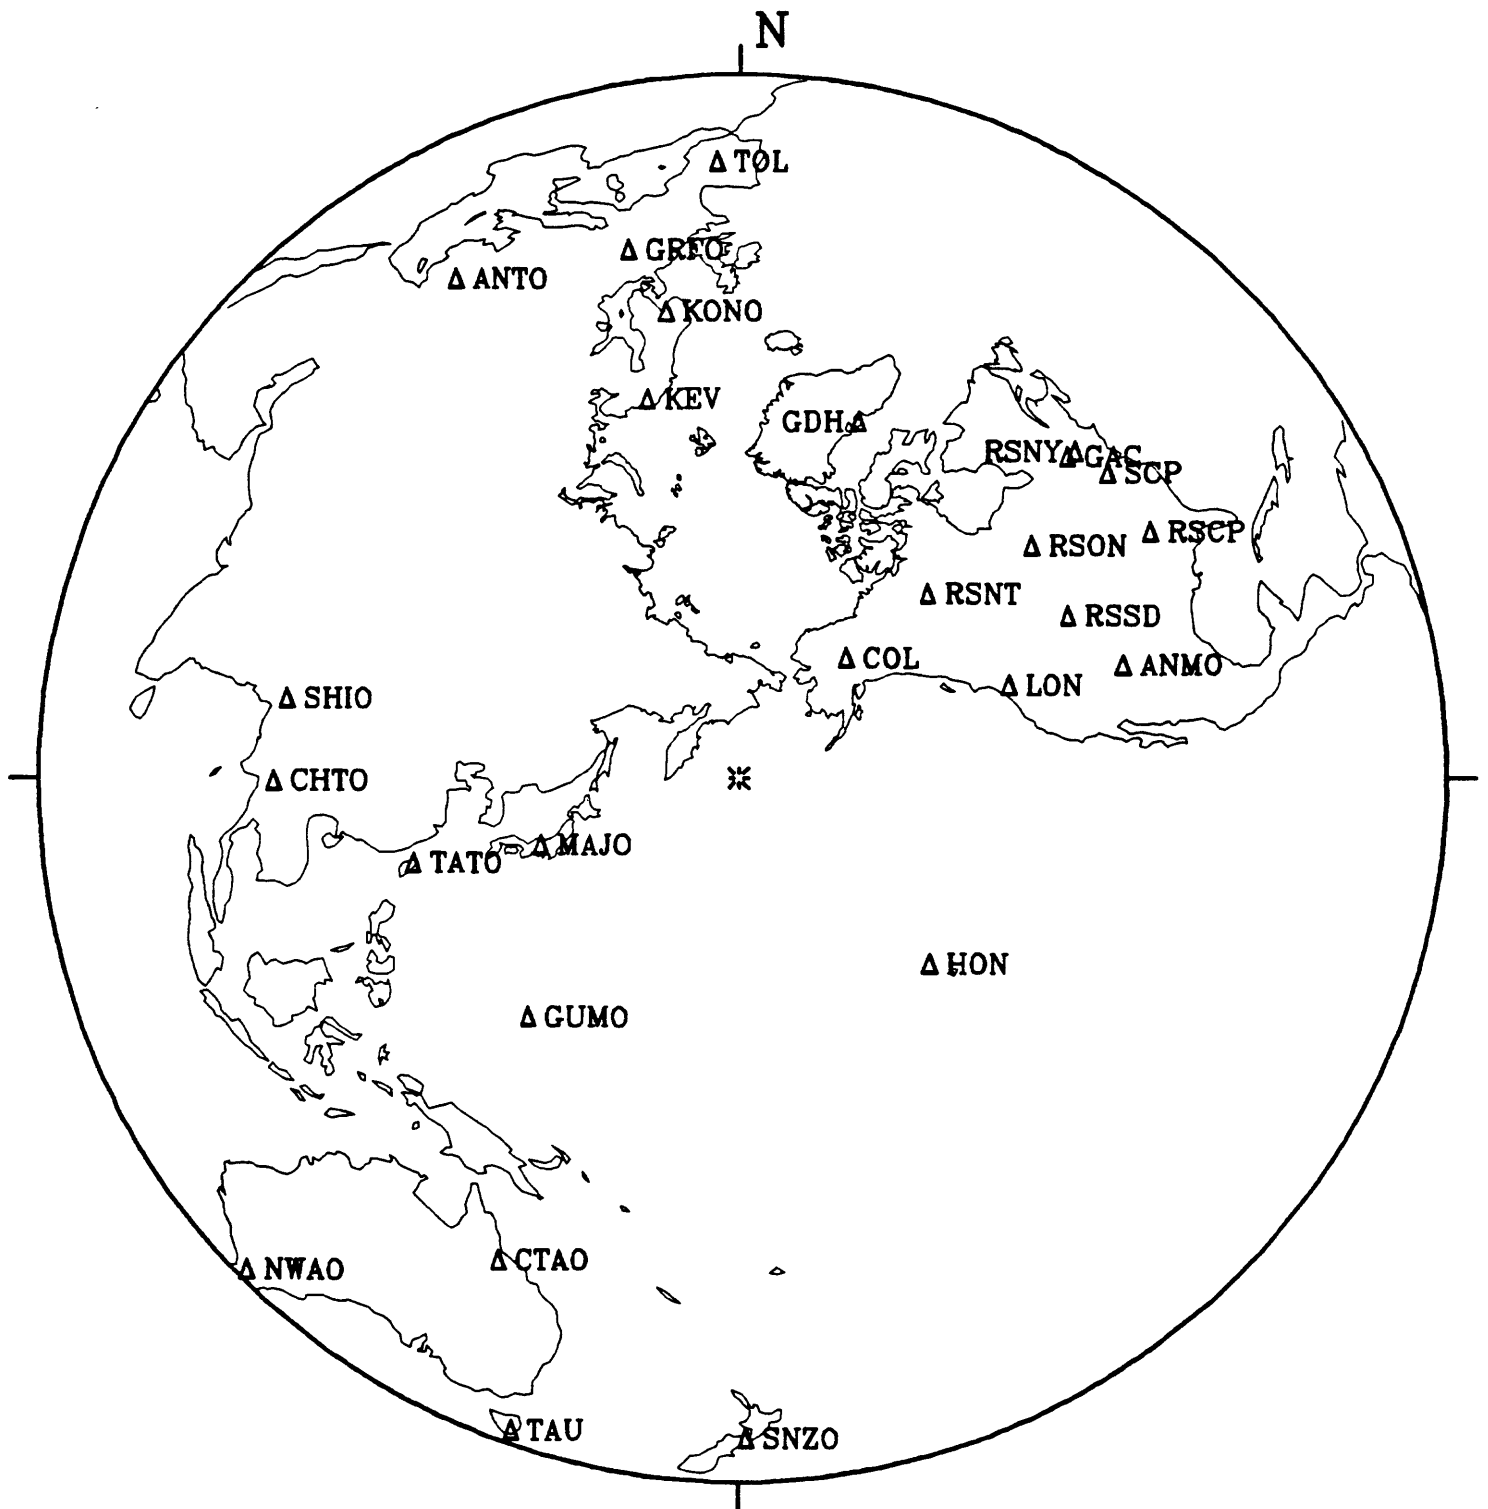 N
TOL
GRFO
ANTO
KONO
KEV
GDH
RSNY GAC
SCP
RSCP
RSON
RSNT
RSSD
COL
ANMO
LON
SHIO
CHTO
MAJO
TATO
HON
GUMO
CTAO
NWAO
TAU
SNZO